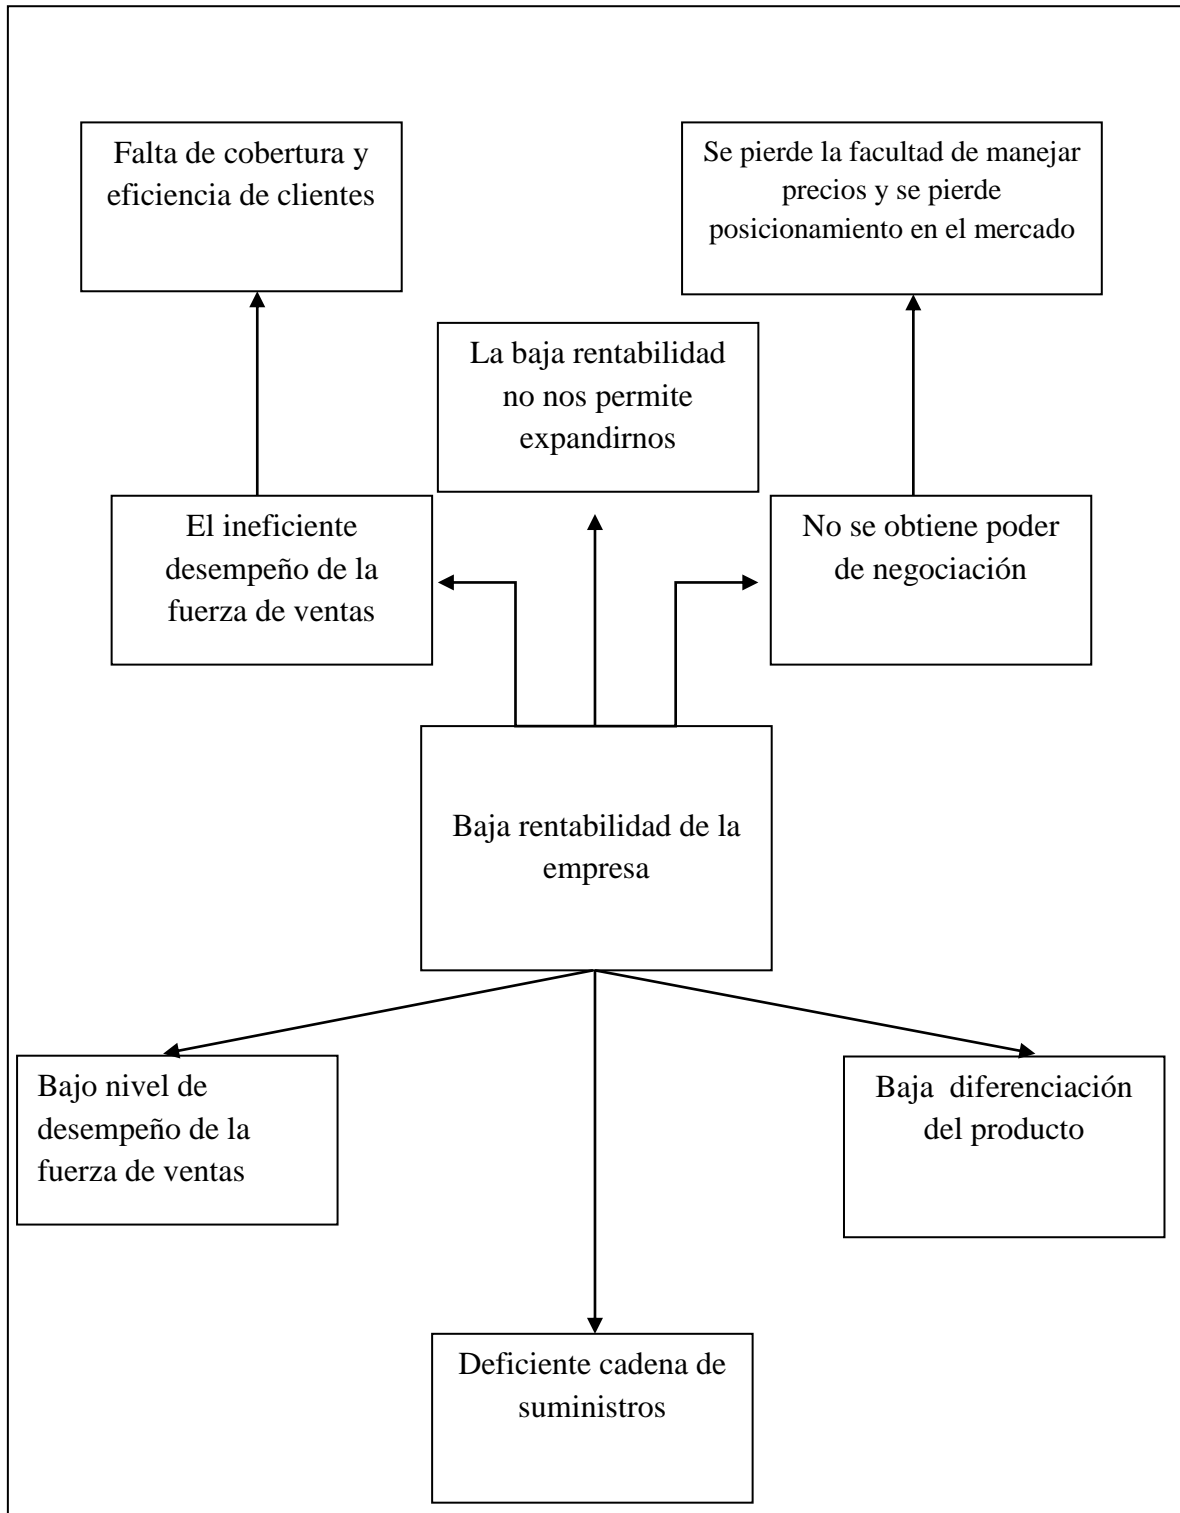 Falta de cobertura y
eficiencia de clientes
Se pierde la facultad de manejar
precios y se pierde
posicionamiento en el mercado
La baja rentabilidad
no nos permite
expandirnos
El ineficiente
desempeño de la
fuerza de ventas
No se obtiene poder
de negociación
Baja rentabilidad de la
empresa
Bajo nivel de
desempeño de la
fuerza de ventas
Baja  diferenciación
del producto
Deficiente cadena de
suministros